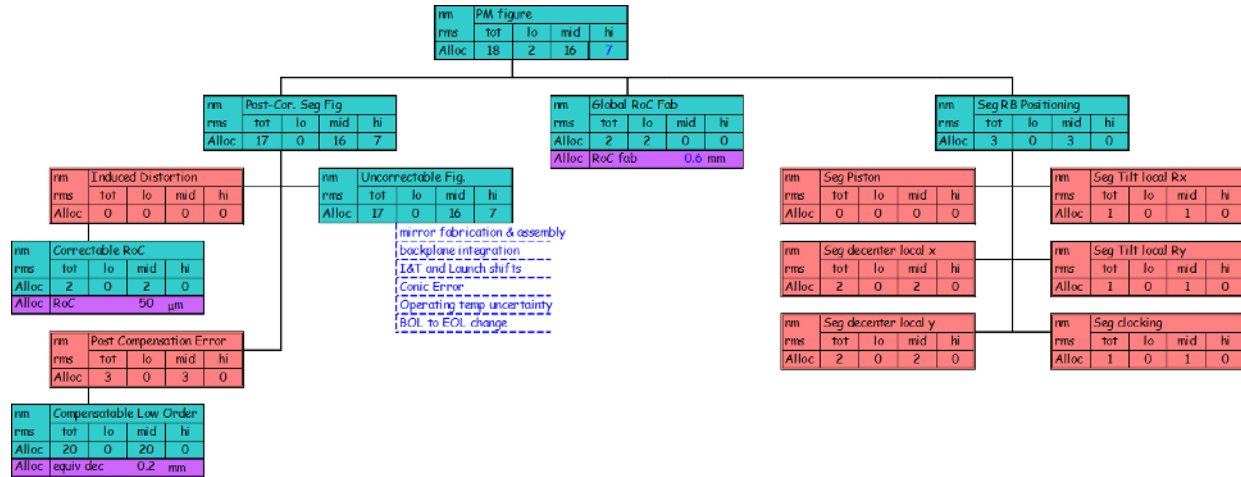 nm PM figure
rms tot lo mid hi
Alloc 18 2 16 7
nm Post-Cor. Seg Fig
rms tot lo mid hi
Alloc 17 0 16 7
nm Global RoC Fab
rms tot lo mid hi
Alloc 2 2 0 0
Alloc RoC fab 0.6 mm
nm Seg RB Positioning
rms tot lo mid hi
Alloc 3 0 3 0
nm Induced Distortion
rms tot lo mid hi
Alloc 0 0 0 0
nm Uncorrectable Fig.
rms tot lo mid hi
Alloc 17 0 16 7
mirror fabrication & assembly
backplane integration
I&T and Launch shifts
Conic Error
Operating temp uncertainty
BOL to EOL change
nm Correctable RoC
rms tot lo mid hi
Alloc 2 0 2 0
Alloc RoC 50 μm
nm Post Compensation Error
rms tot lo mid hi
Alloc 3 0 3 0
nm Compensatable Low Order
rms tot lo mid hi
Alloc 20 0 20 0
Alloc equiv dec 0.2 mm
nm Seg Piston
rms tot lo mid hi
Alloc 0 0 0 0
nm Seg Tilt local Rx
rms tot lo mid hi
Alloc 1 0 1 0
nm Seg decenter local x
rms tot lo mid hi
Alloc 2 0 2 0
nm Seg Tilt local Ry
rms tot lo mid hi
Alloc 1 0 1 0
nm Seg decenter local y
rms tot lo mid hi
Alloc 2 0 2 0
nm Seg clocking
rms tot lo mid hi
Alloc 1 0 1 0